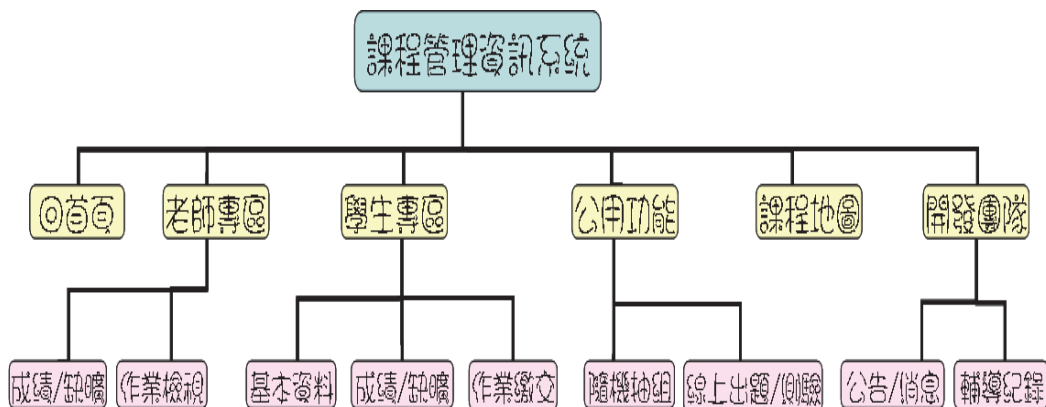 課程管理資訊系統
回首頁
老師專區
學生專區
公用功能
課程地圖
開發團隊
成績/缺曠
作業檢視
基本資料
成績/缺曠
作業繳交
隨機抽組
線上出題/測驗
公告/消息
輔導紀錄